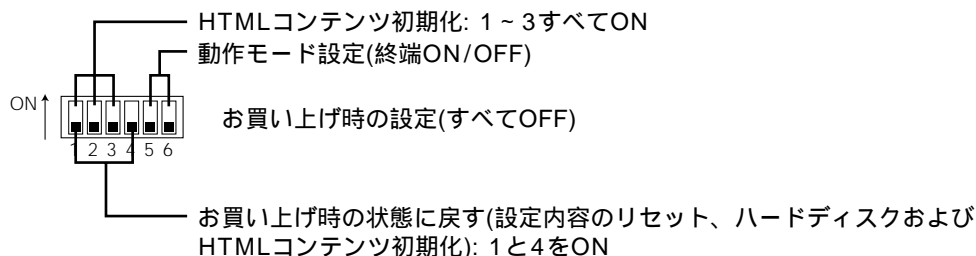 HTMLコンテンツ初期化: 1 ~ 3すべてON
動作モード設定(終端ON/OFF)
ON
お買い上げ時の設定(すべてOFF)
1 2 3 4 5 6
お買い上げ時の状態に戻す(設定内容のリセット、ハードディスクおよび
HTMLコンテンツ初期化): 1と4をON